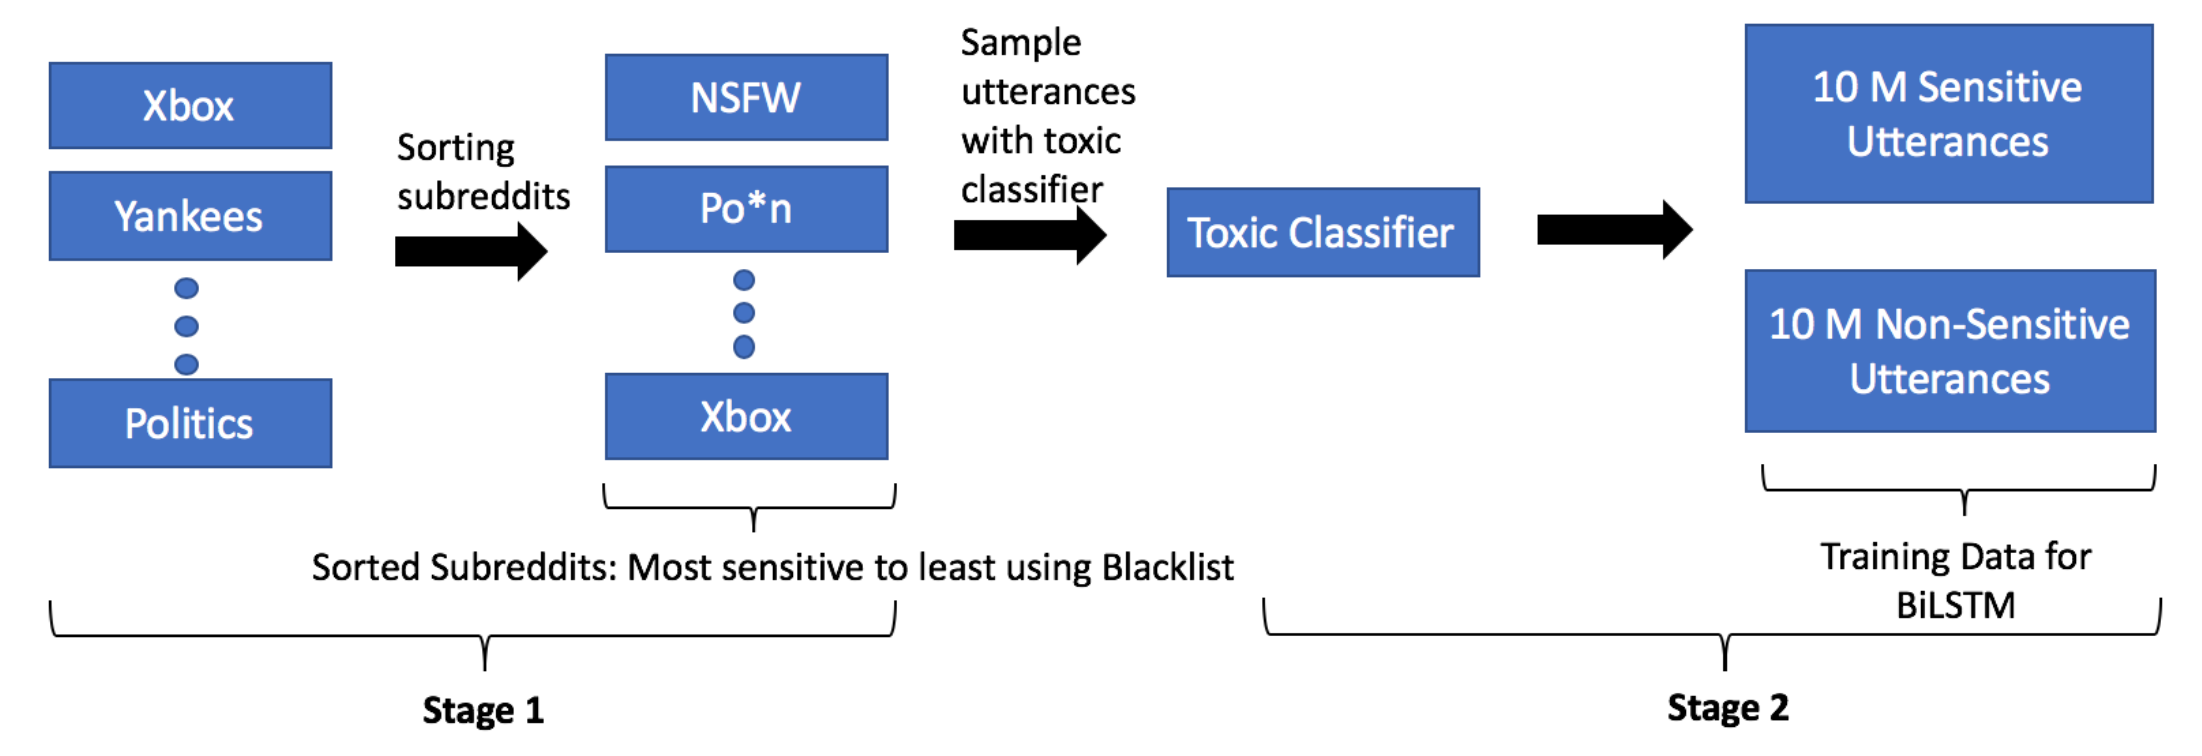 Xbox
Yankees
Politics
Sorting
subreddits
NSFW
Po*n
Xbox
Sample
utterances
with toxic
classifier
Toxic Classifier
10 M Sensitive
Utterances
10 M Non-Sensitive
Utterances
Sorted Subreddits: Most sensitive to least using Blacklist
Training Data for
BiLSTM
Stage 1
Stage 2